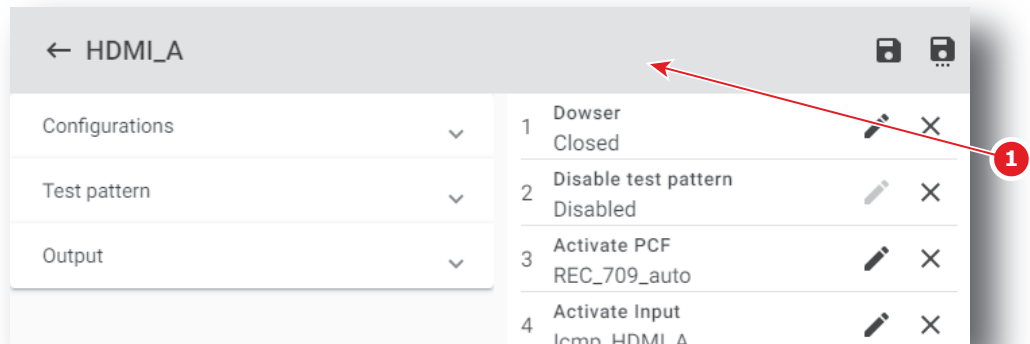 HDMI_A
Configurations
Test pattern
Output
1 Dowser
Closed
2 Disable test pattern
Disabled
3 Activate PCF
REC_709_auto
4 Activate Input
Icmp_HDMI_A
1